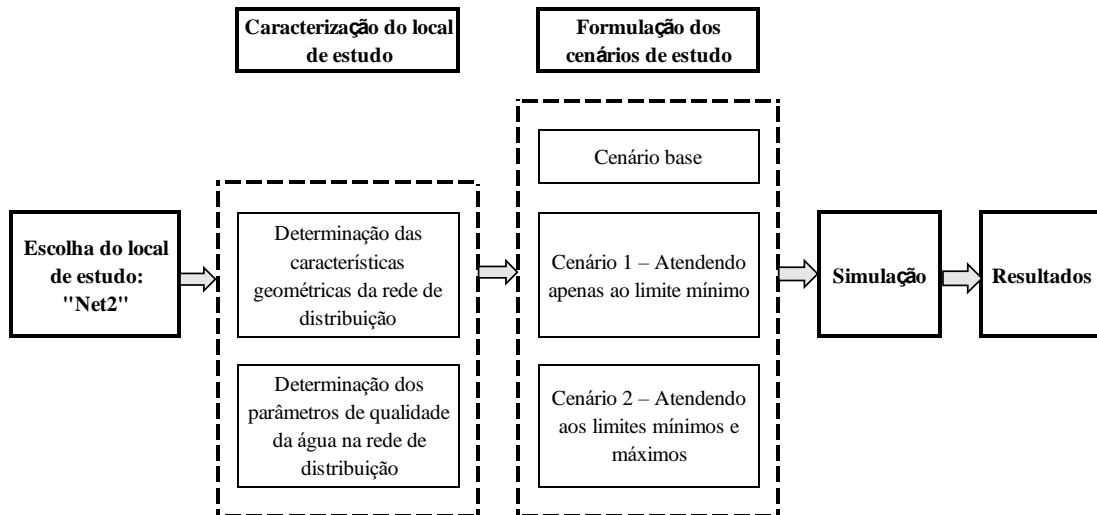 Caracterização do local
de estudo
Formulação dos
cenários de estudo
Escolha do local
de estudo:
"Net2"
Determinação das
características
geométricas da rede de
distribuição
Determinação dos
parâmetros de qualidade
da água na rede de
distribuição
Cenário base
Cenário 1 – Atendendo
apenas ao limite mínimo
Cenário 2 – Atendendo
aos limites mínimos e
máximos
Simulação
Resultados